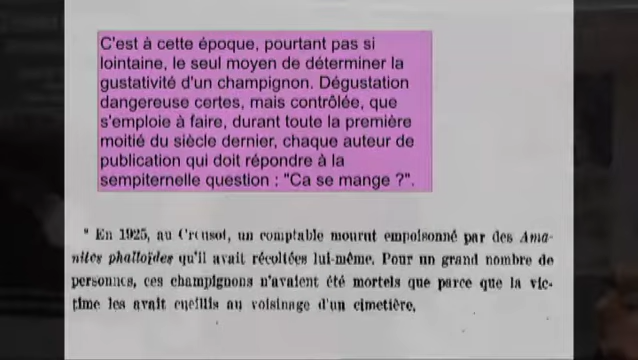 C'est à cette époque, pourtant pas si
lointaine, le seul moyen de déterminer la
gustativité d'un champignon. Dégustation
dangereuse certes, mais contrôlée, que
s'emploie à faire, durant toute la première
moitié du siècle dernier, chaque auteur de
publication qui doit répondre à la
sempiternelle question : "Ca se mange ?".
* En 1925, au Creusot, un comptable mourut empoisonné par des Ama-
nites phalloïdes qu'il avait récoltées lui-même. Pour un grand nombre de
personnes, ces champignons n'avaient été mortels que parce que la vic-
time les avait cueillis au voisinage d'un cimetière.